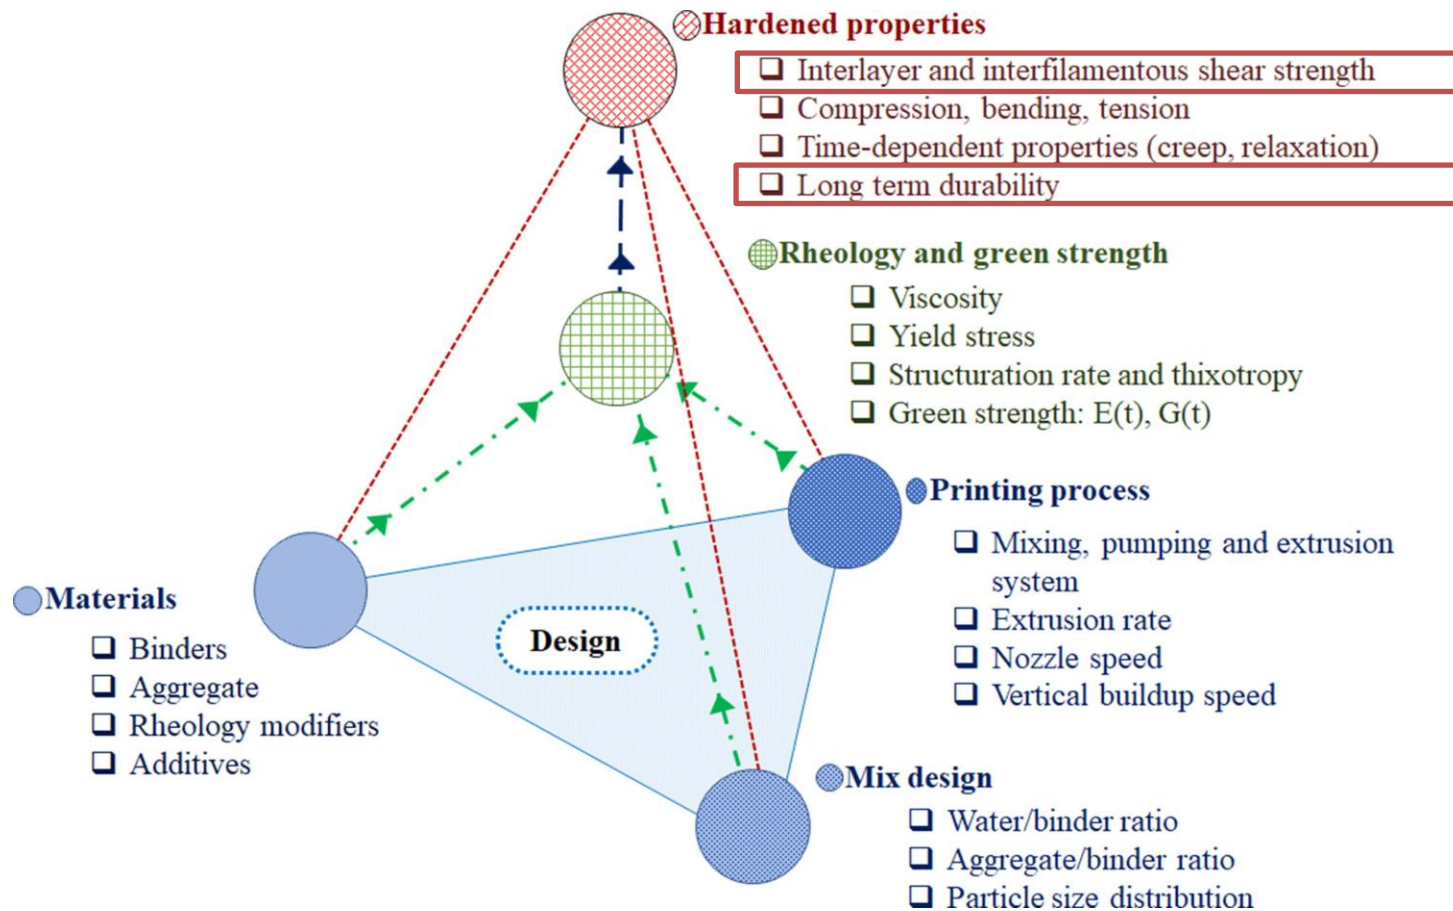 Hardened properties
❑ Interlayer and interfilamentous shear strength
❑ Compression, bending, tension
❑ Time-dependent properties (creep, relaxation)
❑ Long term durability
Rheology and green strength
❑ Viscosity
❑ Yield stress
❑ Structuration rate and thixotropy
❑ Green strength: E(t), G(t)
Printing process
❑ Mixing, pumping and extrusion
system
❑ Extrusion rate
❑ Nozzle speed
❑ Vertical buildup speed
Materials
❑ Binders
❑ Aggregate
❑ Rheology modifiers
❑ Additives
Design
Mix design
❑ Water/binder ratio
❑ Aggregate/binder ratio
❑ Particle size distribution